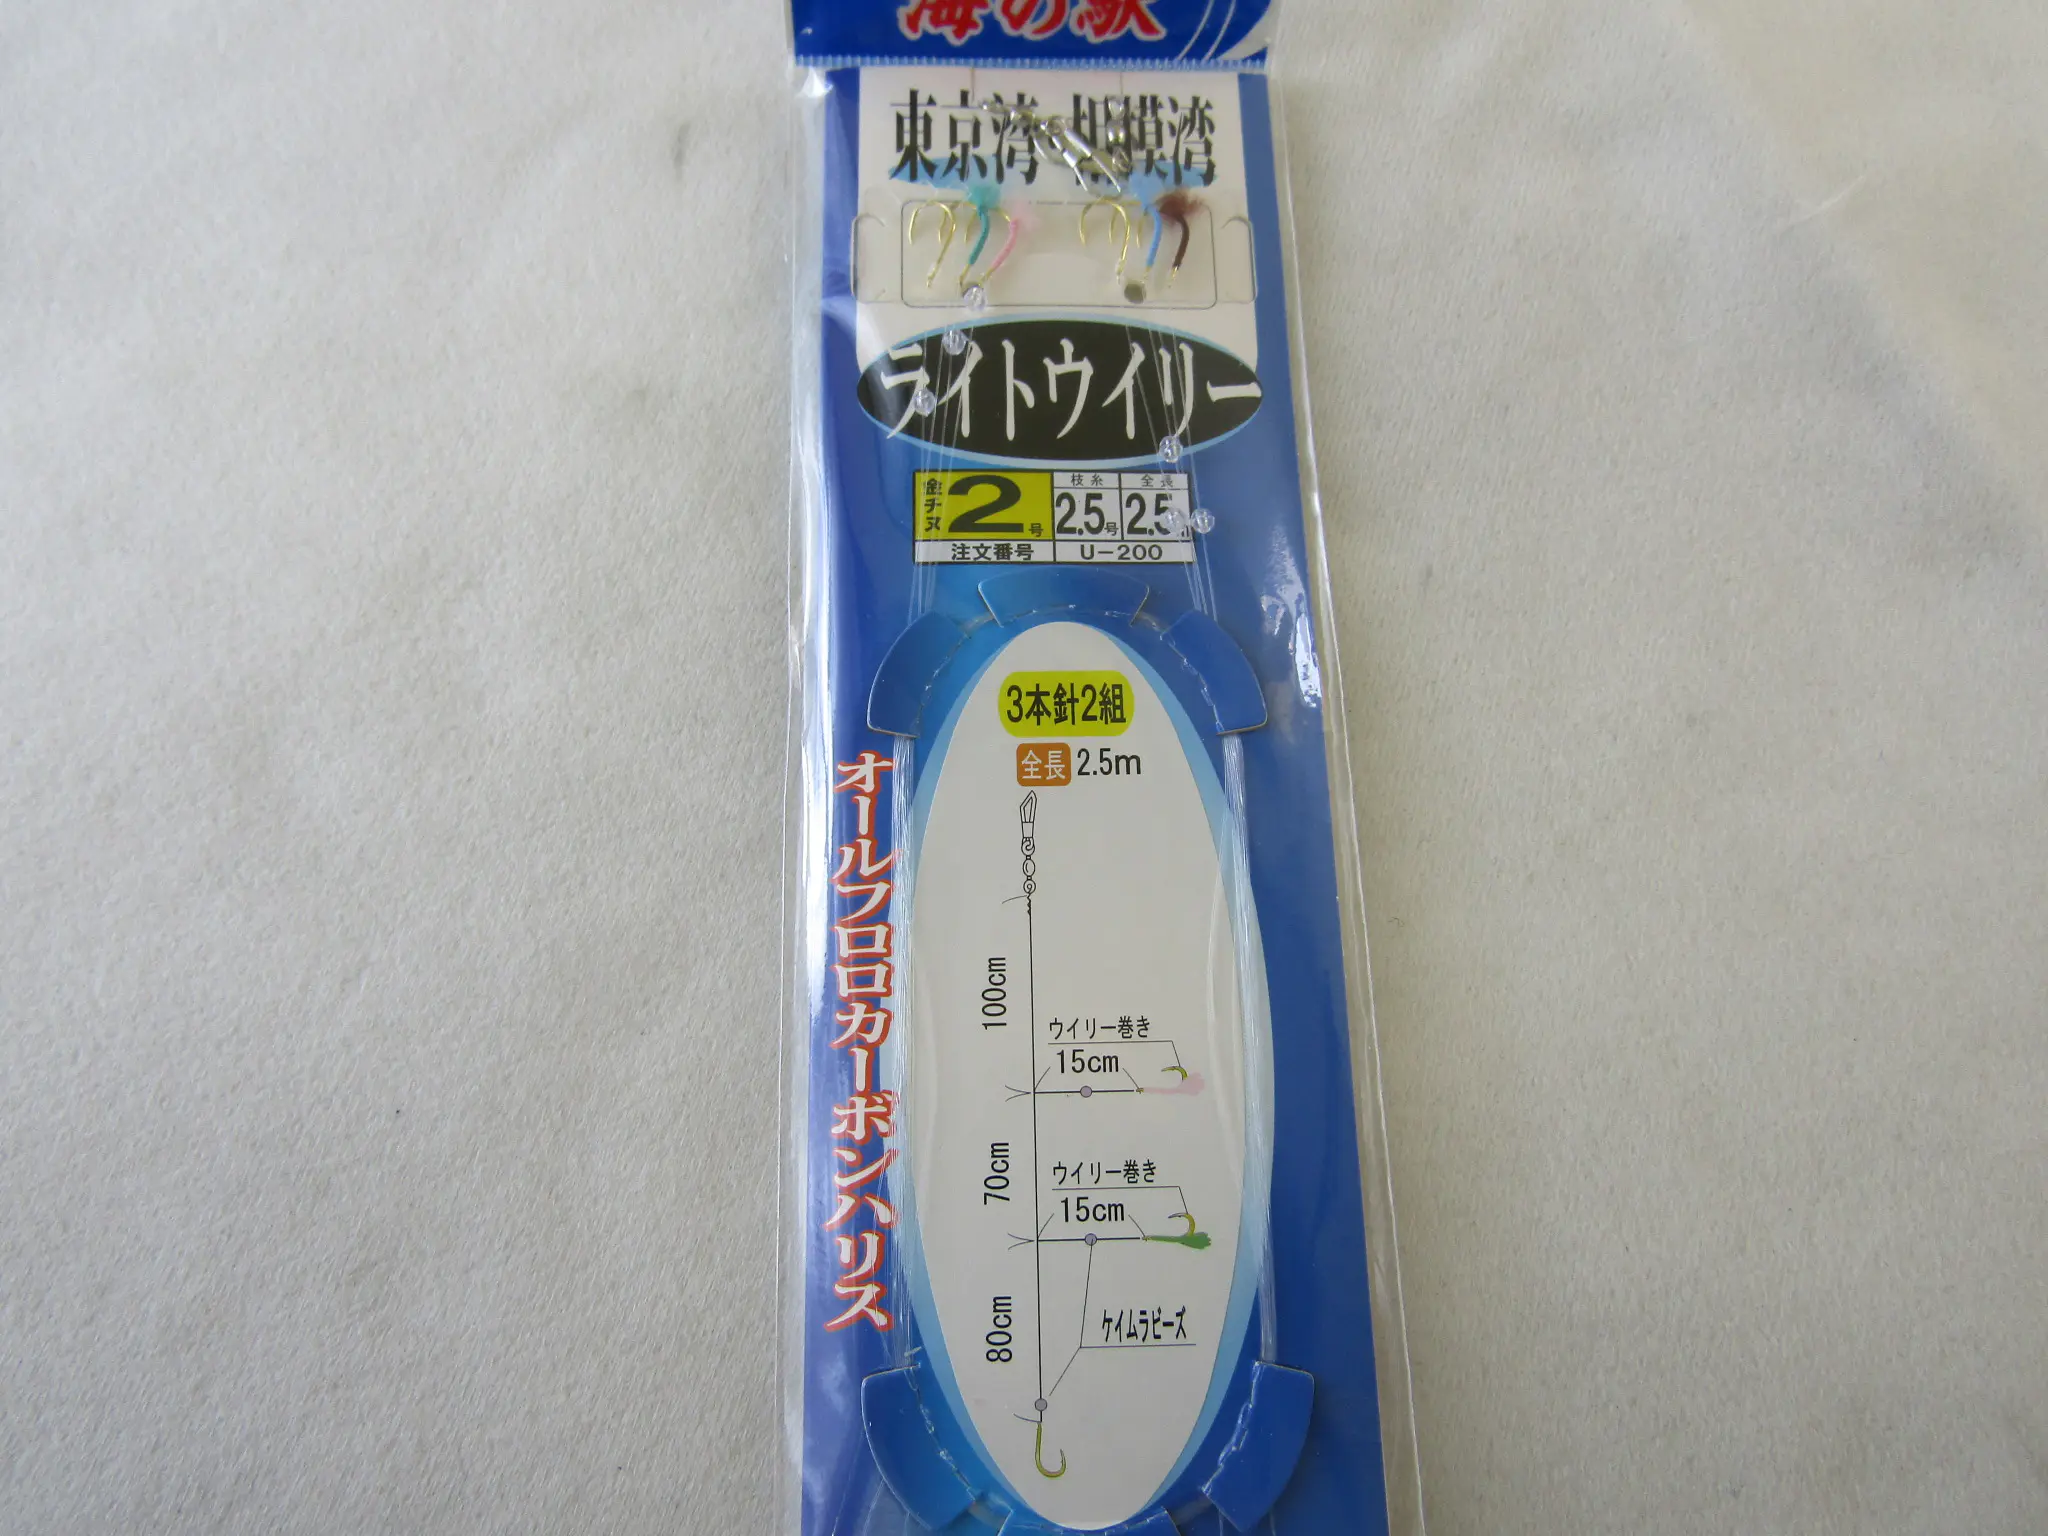 海の駅
東京湾・相模湾
ライトウイリー
金チヌ 2号 枝糸 2.5号 全長 2.5m
注文番号 U-200
3本針2組
全長 2.5m
オールフロロカーボンハリス
100cm
ウイリー巻き
15cm
70cm
ウイリー巻き
15cm
80cm
ケイムラビーズ